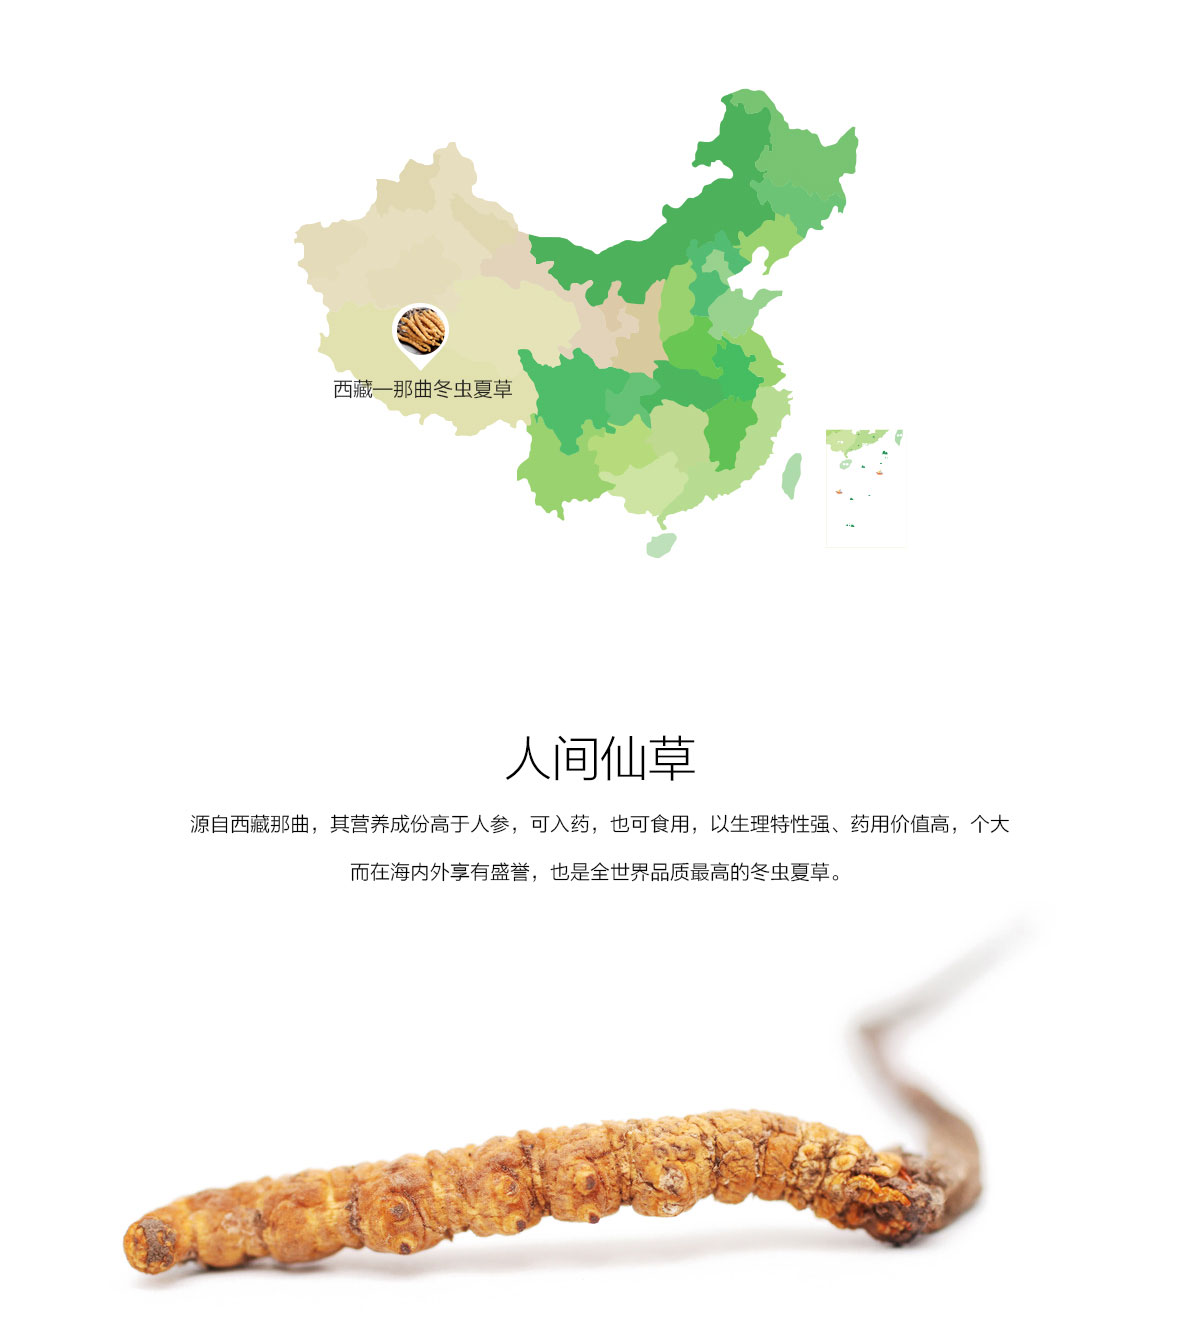 西藏—那曲冬虫夏草
人间仙草
源自西藏那曲，其营养成份高于人参，可入药，也可食用，以生理特性强、药用价值高，个大
而在海内外享有盛誉，也是全世界品质最高的冬虫夏草。